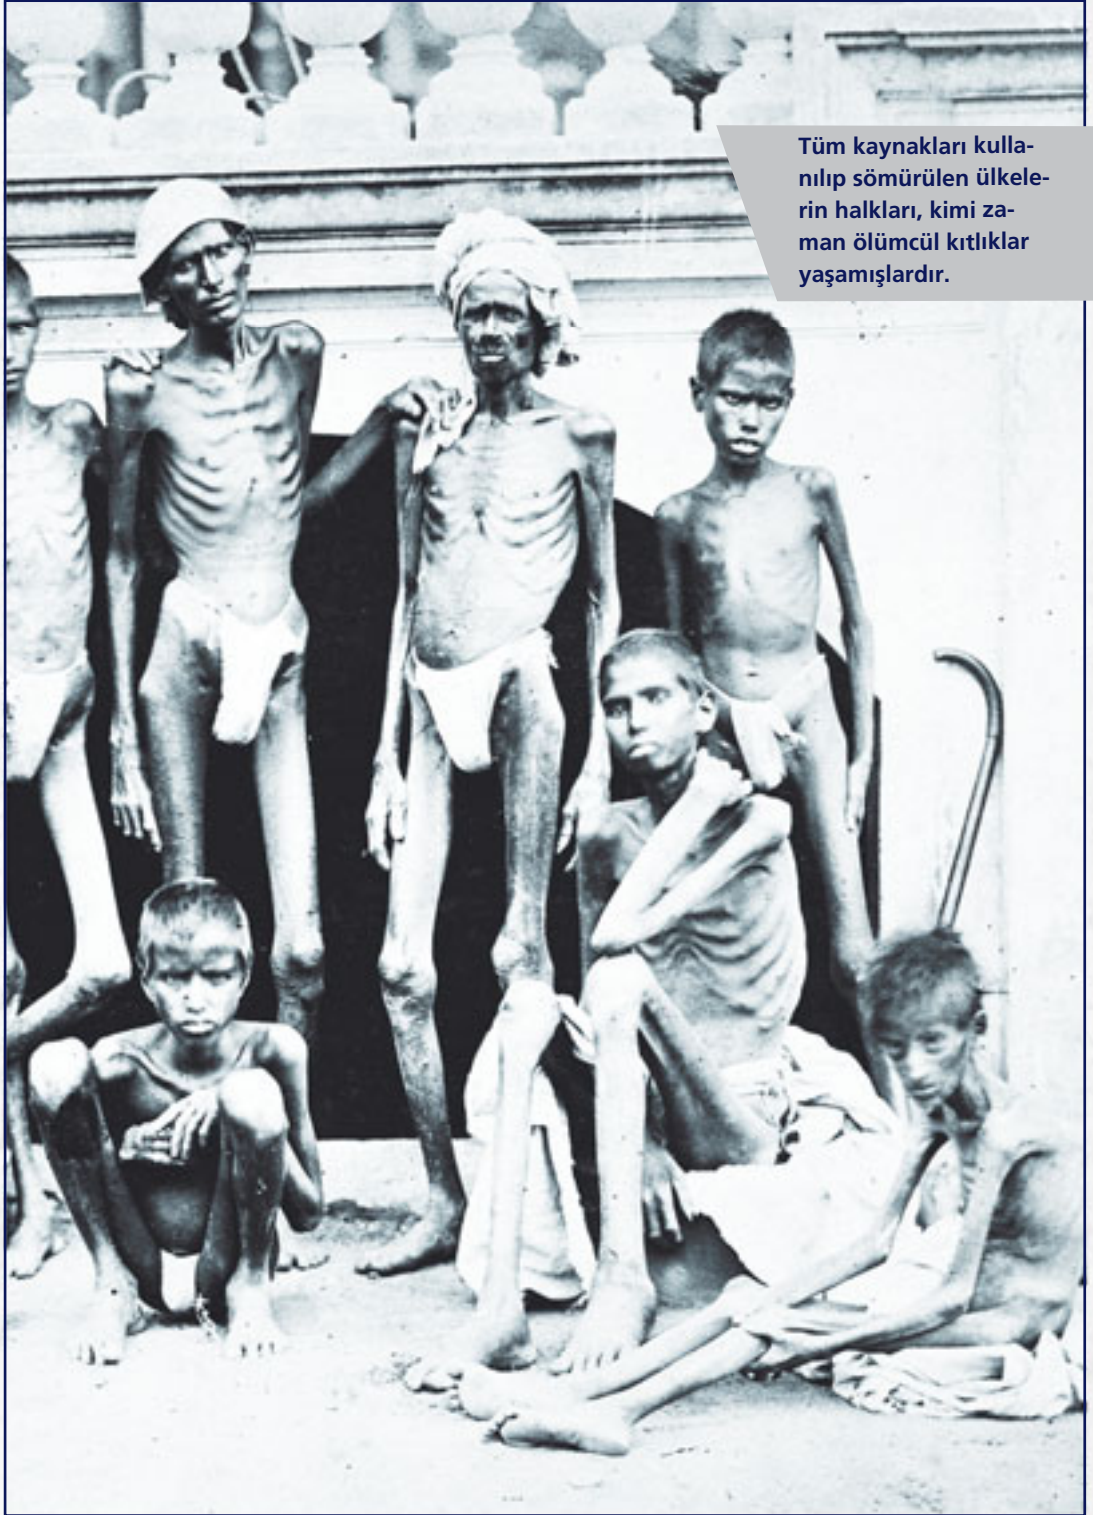 Tüm kaynakları kulla-
nılıp sömürülen ülkele-
rin halkları, kimi za-
man ölümcül kıtlıklar
yaşamışlardır.